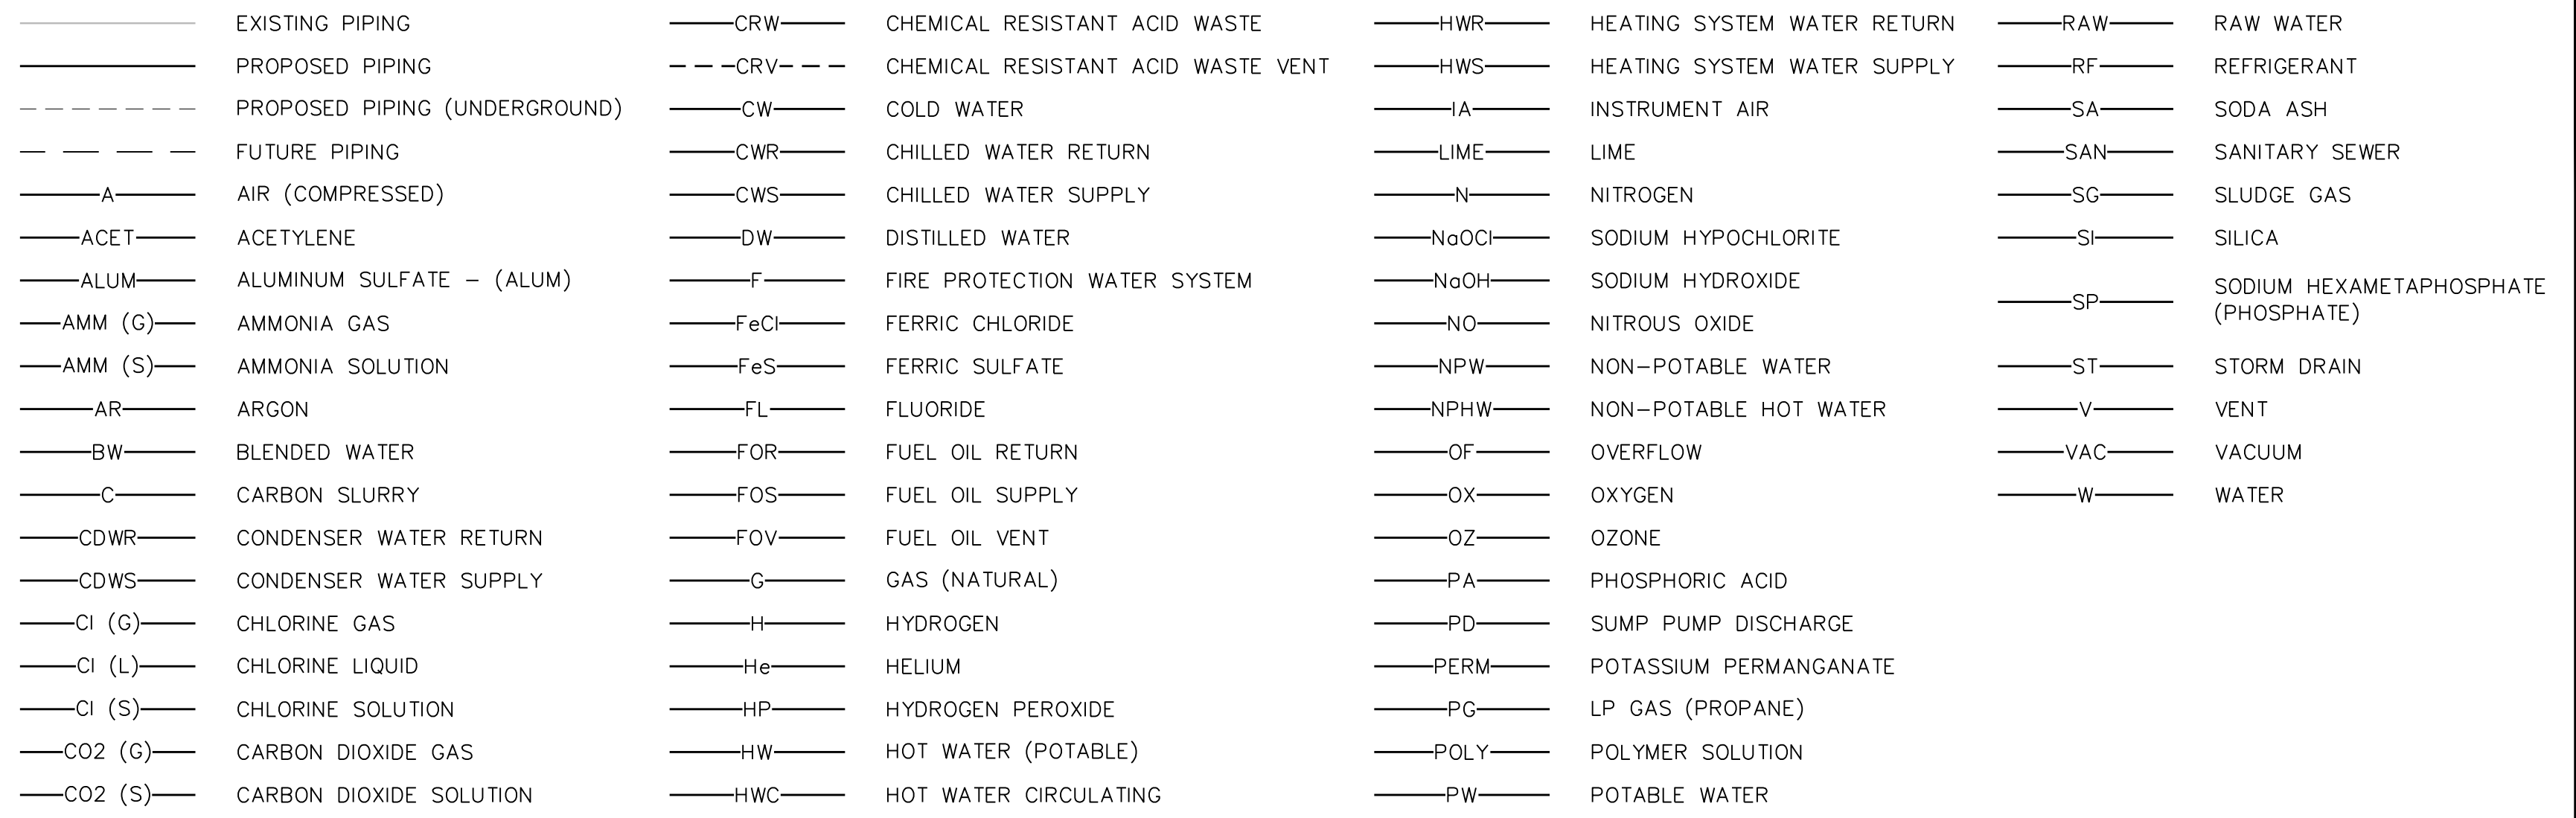 EXISTING PIPING
PROPOSED PIPING
PROPOSED PIPING (UNDERGROUND)
FUTURE PIPING
A AIR (COMPRESSED)
ACET ACETYLENE
ALUM ALUMINUM SULFATE - (ALUM)
AMM (G) AMMONIA GAS
AMM (S) AMMONIA SOLUTION
AR ARGON
BW BLENDED WATER
C CARBON SLURRY
CDWR CONDENSER WATER RETURN
CDWS CONDENSER WATER SUPPLY
Cl (G) CHLORINE GAS
Cl (L) CHLORINE LIQUID
Cl (S) CHLORINE SOLUTION
CO2 (G) CARBON DIOXIDE GAS
CO2 (S) CARBON DIOXIDE SOLUTION
CRW CHEMICAL RESISTANT ACID WASTE
CRV CHEMICAL RESISTANT ACID WASTE VENT
CW COLD WATER
CWR CHILLED WATER RETURN
CWS CHILLED WATER SUPPLY
DW DISTILLED WATER
F FIRE PROTECTION WATER SYSTEM
FeCl FERRIC CHLORIDE
FeS FERRIC SULFATE
FL FLUORIDE
FOR FUEL OIL RETURN
FOS FUEL OIL SUPPLY
FOV FUEL OIL VENT
G GAS (NATURAL)
H HYDROGEN
He HELIUM
HP HYDROGEN PEROXIDE
HW HOT WATER (POTABLE)
HWC HOT WATER CIRCULATING
HWR HEATING SYSTEM WATER RETURN
HWS HEATING SYSTEM WATER SUPPLY
IA INSTRUMENT AIR
LIME LIME
N NITROGEN
NaOCl SODIUM HYPOCHLORITE
NaOH SODIUM HYDROXIDE
NO NITROUS OXIDE
NPW NON-POTABLE WATER
NPHW NON-POTABLE HOT WATER
OF OVERFLOW
OX OXYGEN
OZ OZONE
PA PHOSPHORIC ACID
PD SUMP PUMP DISCHARGE
PERM POTASSIUM PERMANGANATE
PG LP GAS (PROPANE)
POLY POLYMER SOLUTION
PW POTABLE WATER
RAW RAW WATER
RF REFRIGERANT
SA SODA ASH
SAN SANITARY SEWER
SG SLUDGE GAS
SI SILICA
SP SODIUM HEXAMETAPHOSPHATE
(PHOSPHATE)
ST STORM DRAIN
V VENT
VAC VACUUM
W WATER